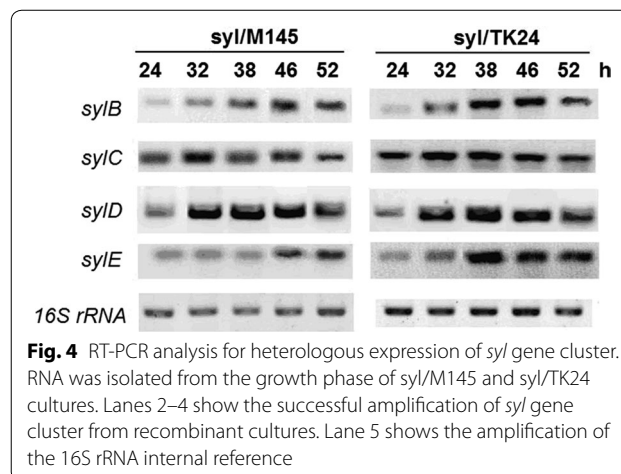 syl/M145 syl/TK24
24 32 38 46 52 24 32 38 46 52 h
sylB
sylC
sylD
sylE
16S rRNA
Fig. 4 RT-PCR analysis for heterologous expression of syl gene cluster.
RNA was isolated from the growth phase of syl/M145 and syl/TK24
cultures. Lanes 2–4 show the successful amplification of syl gene
cluster from recombinant cultures. Lane 5 shows the amplification of
the 16S rRNA internal reference